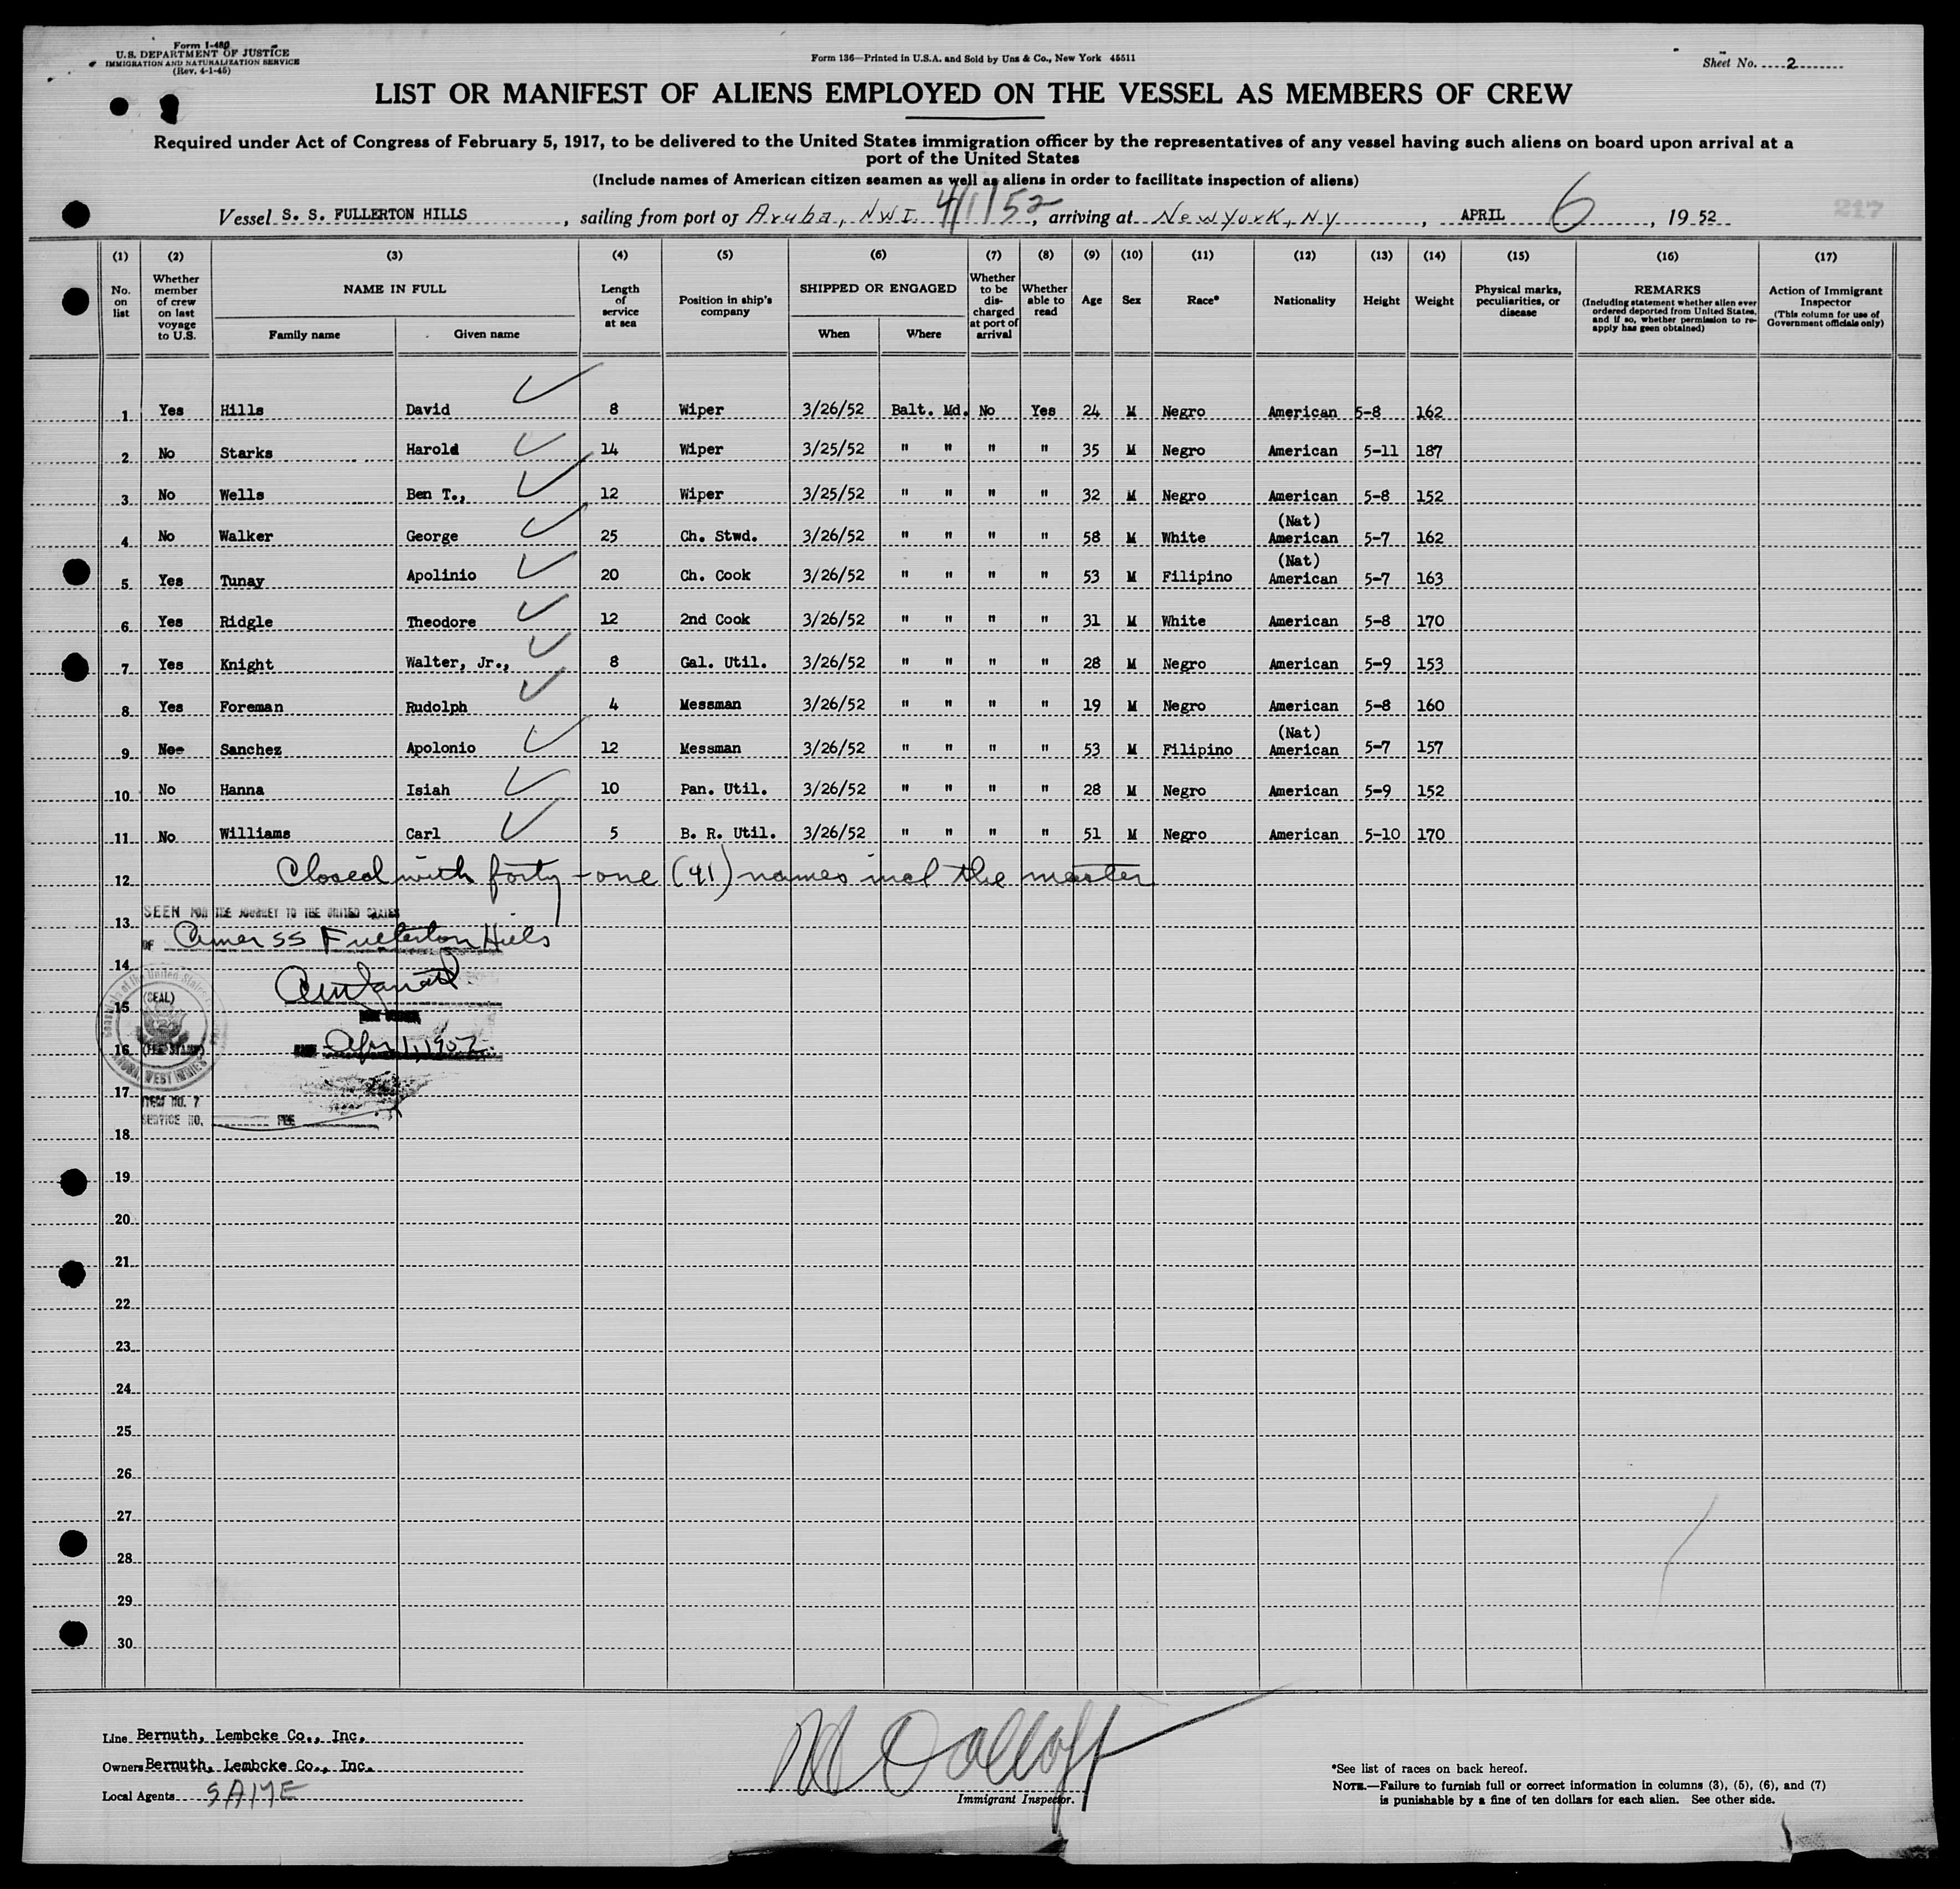 Form I-480
U.S. DEPARTMENT OF JUSTICE
IMMIGRATION AND NATURALIZATION SERVICE
(Rev. 4-1-45)
Form 136—Printed in U.S.A. and Sold by Unz & Co., New York 45511
Sheet No. 2
LIST OR MANIFEST OF ALIENS EMPLOYED ON THE VESSEL AS MEMBERS OF CREW
Required under Act of Congress of February 5, 1917, to be delivered to the United States immigration officer by the representatives of any vessel having such aliens on board upon arrival at a
port of the United States
(Include names of American citizen seamen as well as aliens in order to facilitate inspection of aliens)
Vessel S. S. FULLERTON HILLS, sailing from port of Aruba, NWI 4/1/52, arriving at New York, NY, APRIL 6, 1952
217
(1) (2) (3) (4) (5) (6) (7) (8) (9) (10) (11) (12) (13) (14) (15) (16) (17)
No. on list
Whether member of crew on last voyage to U.S.
NAME IN FULL
Family name
Given name
Length of service at sea
Position in ship's company
SHIPPED OR ENGAGED
When
Where
Whether to be discharged at port of arrival
Whether able to read
Age
Sex
Race*
Nationality
Height
Weight
Physical marks, peculiarities, or disease
REMARKS
(Including statement whether alien ever ordered deported from United States, and if so, whether permission to re-apply has geen obtained)
Action of Immigrant Inspector
(This column for use of Government officials only)
1 Yes Hills David 8 Wiper 3/26/52 Balt. Md. No Yes 24 M Negro American 5-8 162
2 No Starks Harold 14 Wiper 3/25/52 " " " " 35 M Negro American 5-11 187
3 No Wells Ben T., 12 Wiper 3/25/52 " " " " 32 M Negro American 5-8 152
4 No Walker George 25 Ch. Stwd. 3/26/52 " " " " 58 M White (Nat) American 5-7 162
5 Yes Tunay Apolinio 20 Ch. Cook 3/26/52 " " " " 53 M Filipino (Nat) American 5-7 163
6 Yes Ridgle Theodore 12 2nd Cook 3/26/52 " " " " 31 M White American 5-8 170
7 Yes Knight Walter, Jr., 8 Gal. Util. 3/26/52 " " " " 28 M Negro American 5-9 153
8 Yes Foreman Rudolph 4 Messman 3/26/52 " " " " 19 M Negro American 5-8 160
9 Noe Sanchez Apolonio 12 Messman 3/26/52 " " " " 53 M Filipino (Nat) American 5-7 157
10 No Hanna Isiah 10 Pan. Util. 3/26/52 " " " " 28 M Negro American 5-9 152
11 No Williams Carl 5 B. R. Util. 3/26/52 " " " " 51 M Negro American 5-10 170
12 Closed with forty-one (41) names incl the master
SEEN FOR THE JOURNEY TO THE UNITED STATES
13
OF Amer SS Fullerton Hills
14
(SEAL)
15
16 (FEE STAMP) Apr 1, 1952
ARUBA, WEST INDIES
17
ITEM NO. 7
SERVICE NO. FEE
18
19
20
21
22
23
24
25
26
27
28
29
30
Line Bernuth, Lembcke Co., Inc.
Owners Bernuth, Lembcke Co., Inc.
Local Agents SAME
Immigrant Inspector.
*See list of races on back hereof.
NOTE.—Failure to furnish full or correct information in columns (3), (5), (6), and (7)
is punishable by a fine of ten dollars for each alien. See other side.